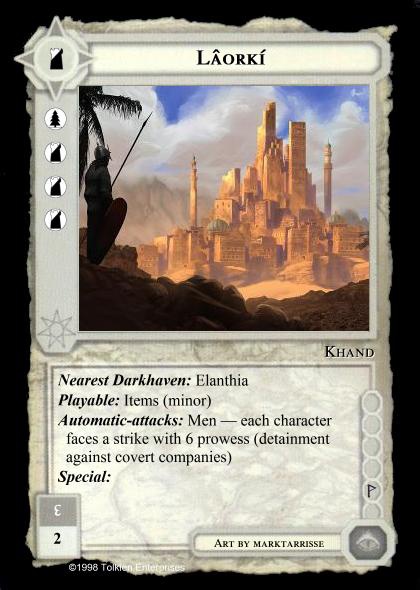 LÂORKÍ
KHAND
Nearest Darkhaven: Elanthia
Playable: Items (minor)
Automatic-attacks: Men — each character
faces a strike with 6 prowess (detainment
against covert companies)
Special:
ε
2
ᚹ
ART BY MARKTARRISSE
©1998 Tolkien Enterprises